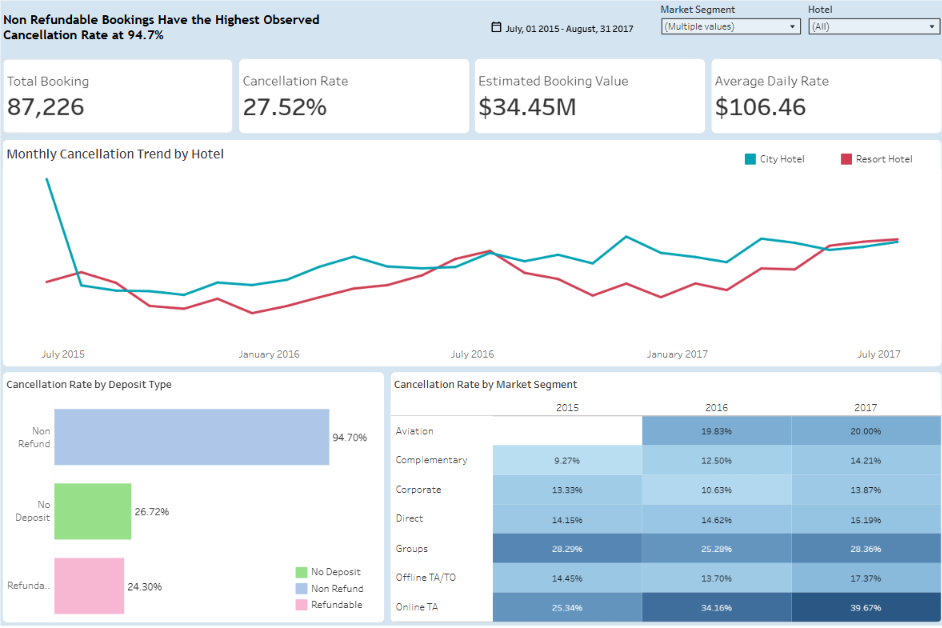 Non Refundable Bookings Have the Highest Observed
Cancellation Rate at 94.7%
July, 01 2015 - August, 31 2017
Market Segment
(Multiple values)
Hotel
(All)
Total Booking
87,226
Cancellation Rate
27.52%
Estimated Booking Value
$34.45M
Average Daily Rate
$106.46
Monthly Cancellation Trend by Hotel
City Hotel
Resort Hotel
July 2015
January 2016
July 2016
January 2017
July 2017
Cancellation Rate by Deposit Type
Non
Refund
94.70%
No
Deposit
26.72%
Refunda..
24.30%
No Deposit
Non Refund
Refundable
Cancellation Rate by Market Segment
2015 2016 2017
Aviation 19.83% 20.00%
Complementary 9.27% 12.50% 14.21%
Corporate 13.33% 10.63% 13.87%
Direct 14.15% 14.62% 15.19%
Groups 28.29% 25.28% 28.36%
Offline TA/TO 14.45% 13.70% 17.37%
Online TA 25.34% 34.16% 39.67%